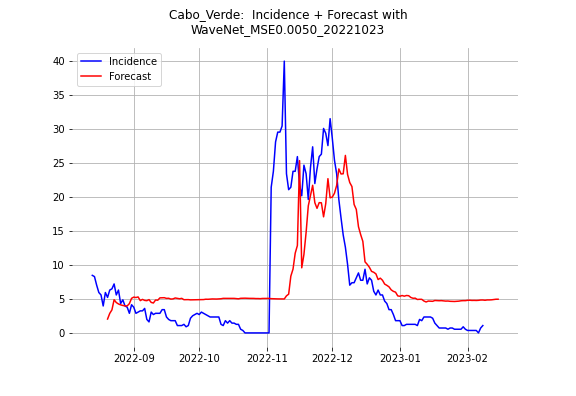 Cabo_Verde:  Incidence + Forecast with
WaveNet_MSE0.0050_20221023
Incidence
Forecast
40
35
30
25
20
15
10
5
0
2022-09 2022-10 2022-11 2022-12 2023-01 2023-02